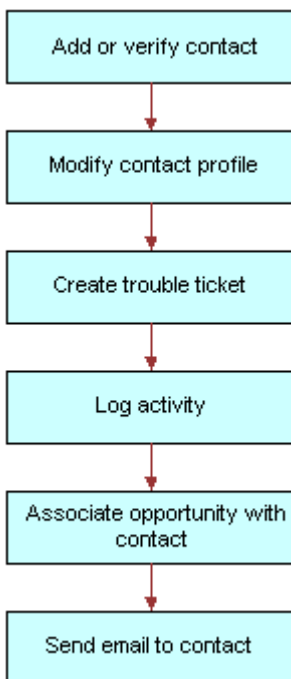 Add or verify contact
Modify contact profile
Create trouble ticket
Log activity
Associate opportunity with
contact
Send email to contact